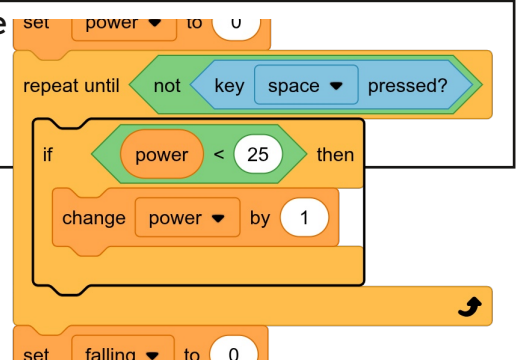 e
set power to 0
repeat until not key space pressed?
if power < 25 then
change power by 1
set falling to 0